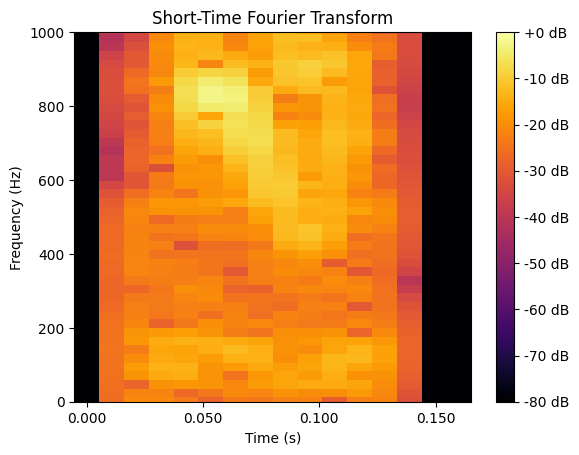 Short-Time Fourier Transform
1000
800
600
400
200
0
Frequency (Hz)
0.000
0.050
0.100
0.150
Time (s)
+0 dB
-10 dB
-20 dB
-30 dB
-40 dB
-50 dB
-60 dB
-70 dB
-80 dB